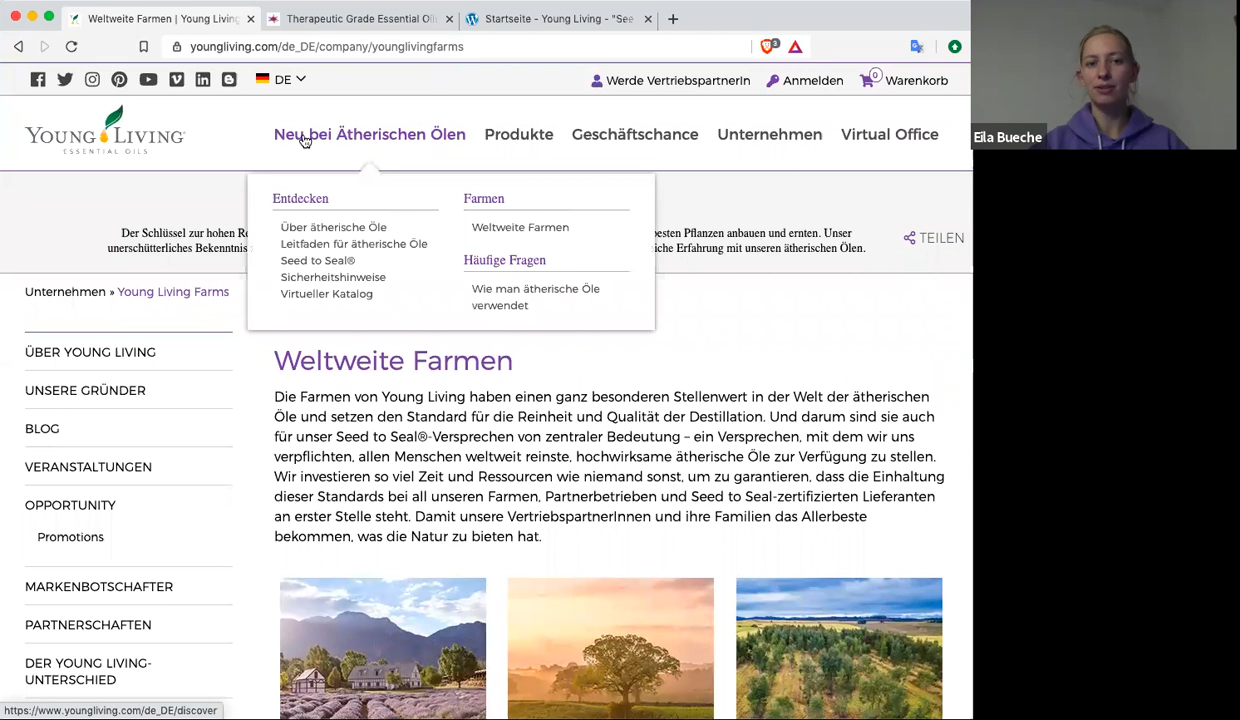 Weltweite Farmen | Young Living
Therapeutic Grade Essential Oils
Startseite - Young Living - "See
youngliving.com/de_DE/company/younglivingfarms
3
DE
Werde VertriebspartnerIn
Anmelden
0
Warenkorb
YOUNG LIVING
ESSENTIAL OILS
Neu bei Ätherischen Ölen
Produkte
Geschäftschance
Unternehmen
Virtual Office
Eila Bueche
Entdecken
Über ätherische Öle
Leitfaden für ätherische Öle
Seed to Seal®
Sicherheitshinweise
Virtueller Katalog
Farmen
Weltweite Farmen
Häufige Fragen
Wie man ätherische Öle
verwendet
Der Schlüssel zur hohen
besten Pflanzen anbauen und ernten. Unser
unerschütterliches Bekenntnis
Erfahrung mit unseren ätherischen Ölen.
TEILEN
Unternehmen » Young Living Farms
ÜBER YOUNG LIVING
UNSERE GRÜNDER
BLOG
VERANSTALTUNGEN
OPPORTUNITY
Promotions
MARKENBOTSCHAFTER
PARTNERSCHAFTEN
DER YOUNG LIVING-
UNTERSCHIED
Weltweite Farmen
Die Farmen von Young Living haben einen ganz besonderen Stellenwert in der Welt der ätherischen
Öle und setzen den Standard für die Reinheit und Qualität der Destillation. Und darum sind sie auch
für unser Seed to Seal®-Versprechen von zentraler Bedeutung – ein Versprechen, mit dem wir uns
verpflichten, allen Menschen weltweit reinste, hochwirksame ätherische Öle zur Verfügung zu stellen.
Wir investieren so viel Zeit und Ressourcen wie niemand sonst, um zu garantieren, dass die Einhaltung
dieser Standards bei all unseren Farmen, Partnerbetrieben und Seed to Seal-zertifizierten Lieferanten
an erster Stelle steht. Damit unsere VertriebspartnerInnen und ihre Familien das Allerbeste
bekommen, was die Natur zu bieten hat.
https://www.youngliving.com/de_DE/discover